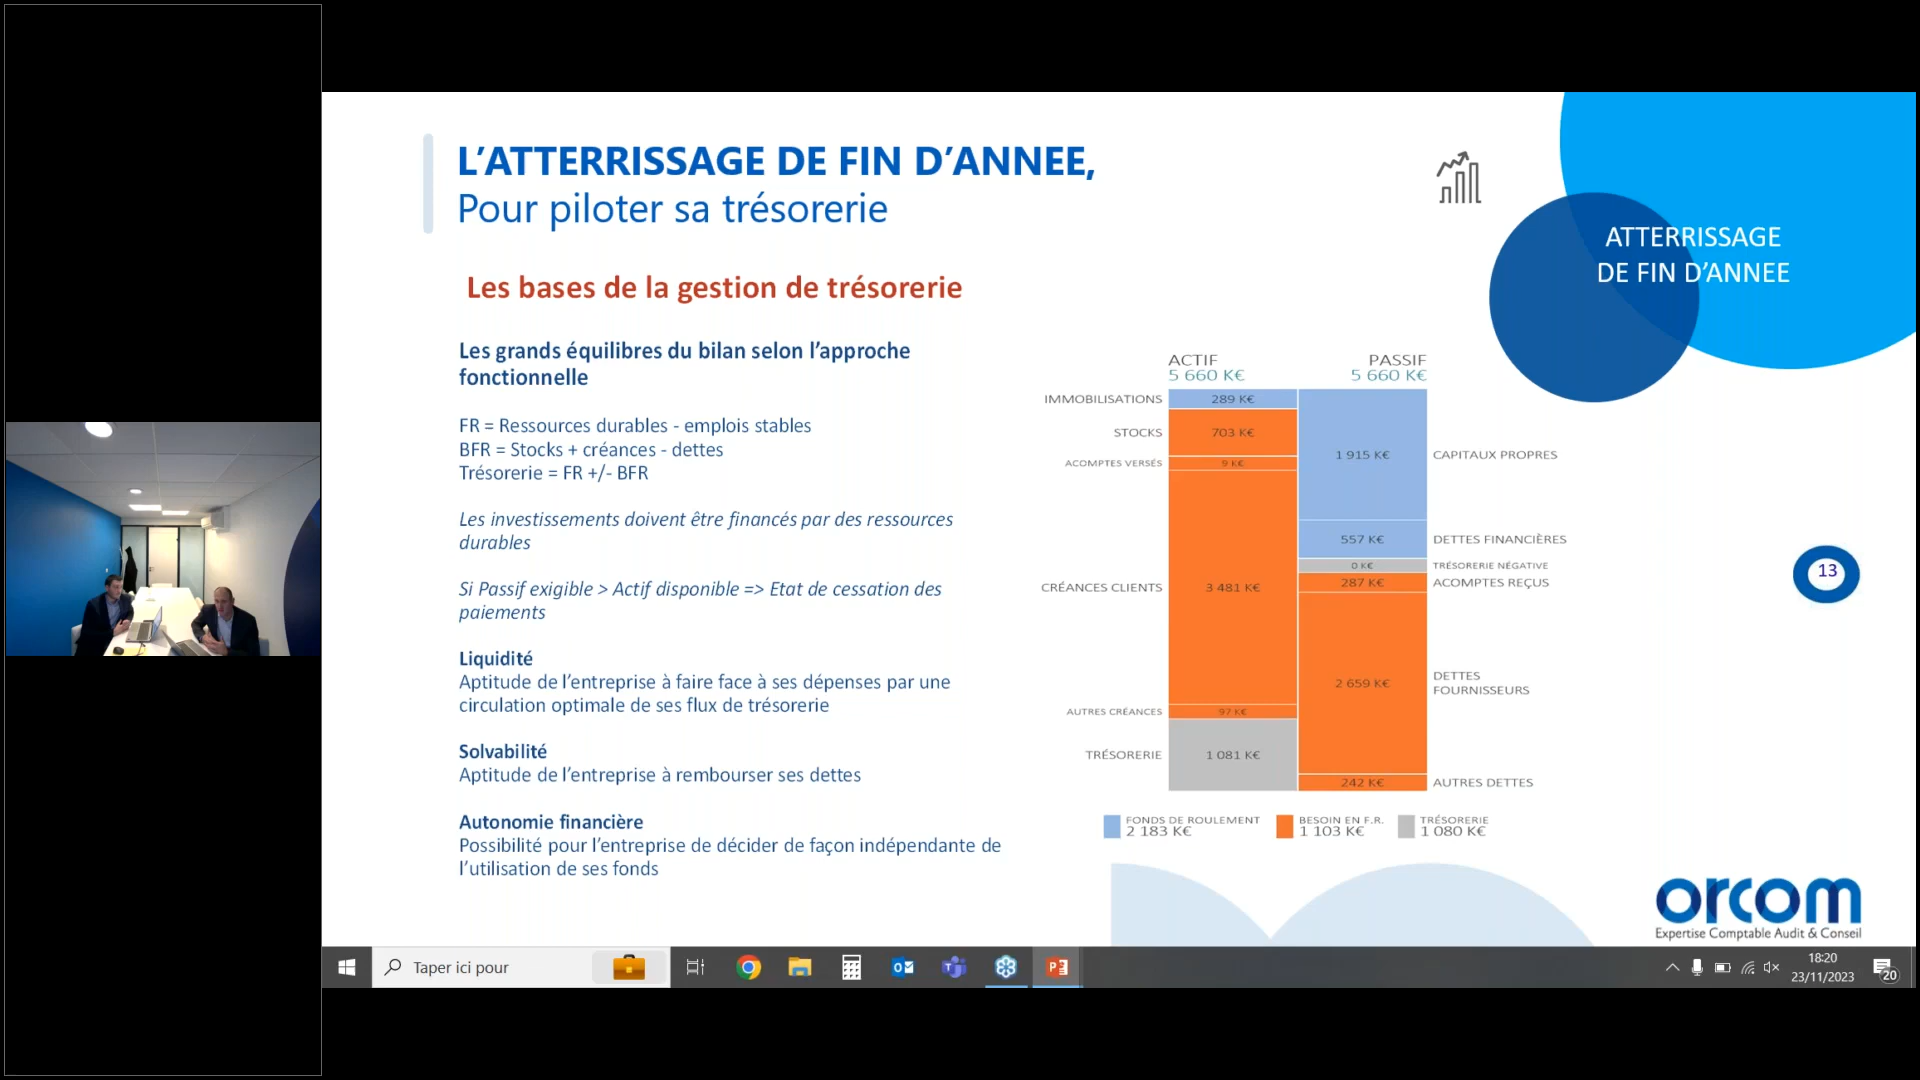 L'ATTERRISSAGE DE FIN D'ANNEE,
Pour piloter sa trésorerie
ATTERRISSAGE
DE FIN D'ANNEE
Les bases de la gestion de trésorerie
Les grands équilibres du bilan selon l'approche
fonctionnelle
FR = Ressources durables - emplois stables
BFR = Stocks + créances - dettes
Trésorerie = FR +/- BFR
Les investissements doivent être financés par des ressources
durables
Si Passif exigible > Actif disponible => Etat de cessation des
paiements
Liquidité
Aptitude de l'entreprise à faire face à ses dépenses par une
circulation optimale de ses flux de trésorerie
Solvabilité
Aptitude de l'entreprise à rembourser ses dettes
Autonomie financière
Possibilité pour l'entreprise de décider de façon indépendante de
l'utilisation de ses fonds
ACTIF
5 660 K€
PASSIF
5 660 K€
IMMOBILISATIONS
289 K€
STOCKS
703 K€
ACOMPTES VERSÉS
9 K€
CRÉANCES CLIENTS
3 481 K€
AUTRES CRÉANCES
97 K€
TRÉSORERIE
1 081 K€
1 915 K€
CAPITAUX PROPRES
557 K€
DETTES FINANCIÈRES
0 K€
TRÉSORERIE NÉGATIVE
287 K€
ACOMPTES REÇUS
2 659 K€
DETTES
FOURNISSEURS
242 K€
AUTRES DETTES
FONDS DE ROULEMENT
2 183 K€
BESOIN EN F.R.
1 103 K€
TRÉSORERIE
1 080 K€
13
orcom
Expertise Comptable Audit & Conseil
Taper ici pour
18:20
23/11/2023
20